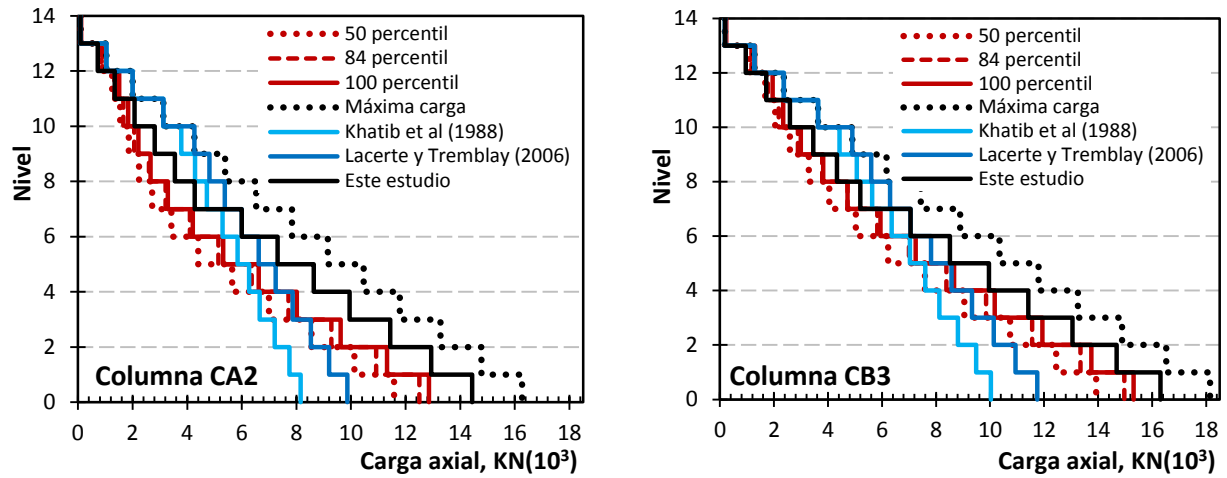 14
12
10
8
6
4
2
0
Nivel
50 percentil
84 percentil
100 percentil
Máxima carga
Khatib et al (1988)
Lacerte y Tremblay (2006)
Este estudio
Columna CA2
0 2 4 6 8 10 12 14 16 18
Carga axial, KN(10³)
14
12
10
8
6
4
2
0
Nivel
50 percentil
84 percentil
100 percentil
Máxima carga
Khatib et al (1988)
Lacerte y Tremblay (2006)
Este estudio
Columna CB3
0 2 4 6 8 10 12 14 16 18
Carga axial, KN(10³)